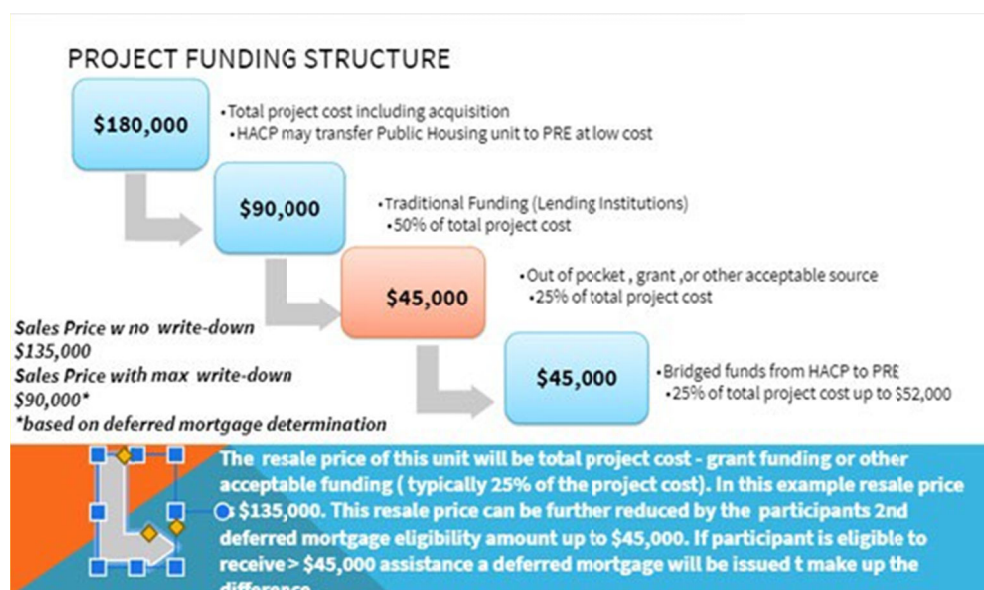 PROJECT FUNDING STRUCTURE
$180,000
•Total project cost including acquisition
•HACP may transfer Public Housing unit to PRE at low cost
$90,000
•Traditional Funding (Lending Institutions)
•50% of total project cost
$45,000
•Out of pocket , grant ,or other acceptable source
•25% of total project cost
$45,000
•Bridged funds from HACP to PRE
•25% of total project cost up to $52,000
Sales Price w no write-down
$135,000
Sales Price with max write-down
$90,000*
*based on deferred mortgage determination
The resale price of this unit will be total project cost - grant funding or other
acceptable funding ( typically 25% of the project cost). In this example resale price
$135,000. This resale price can be further reduced by the participants 2nd
deferred mortgage eligibility amount up to $45,000. If participant is eligible to
receive > $45,000 assistance a deferred mortgage will be issued t make up the
difference